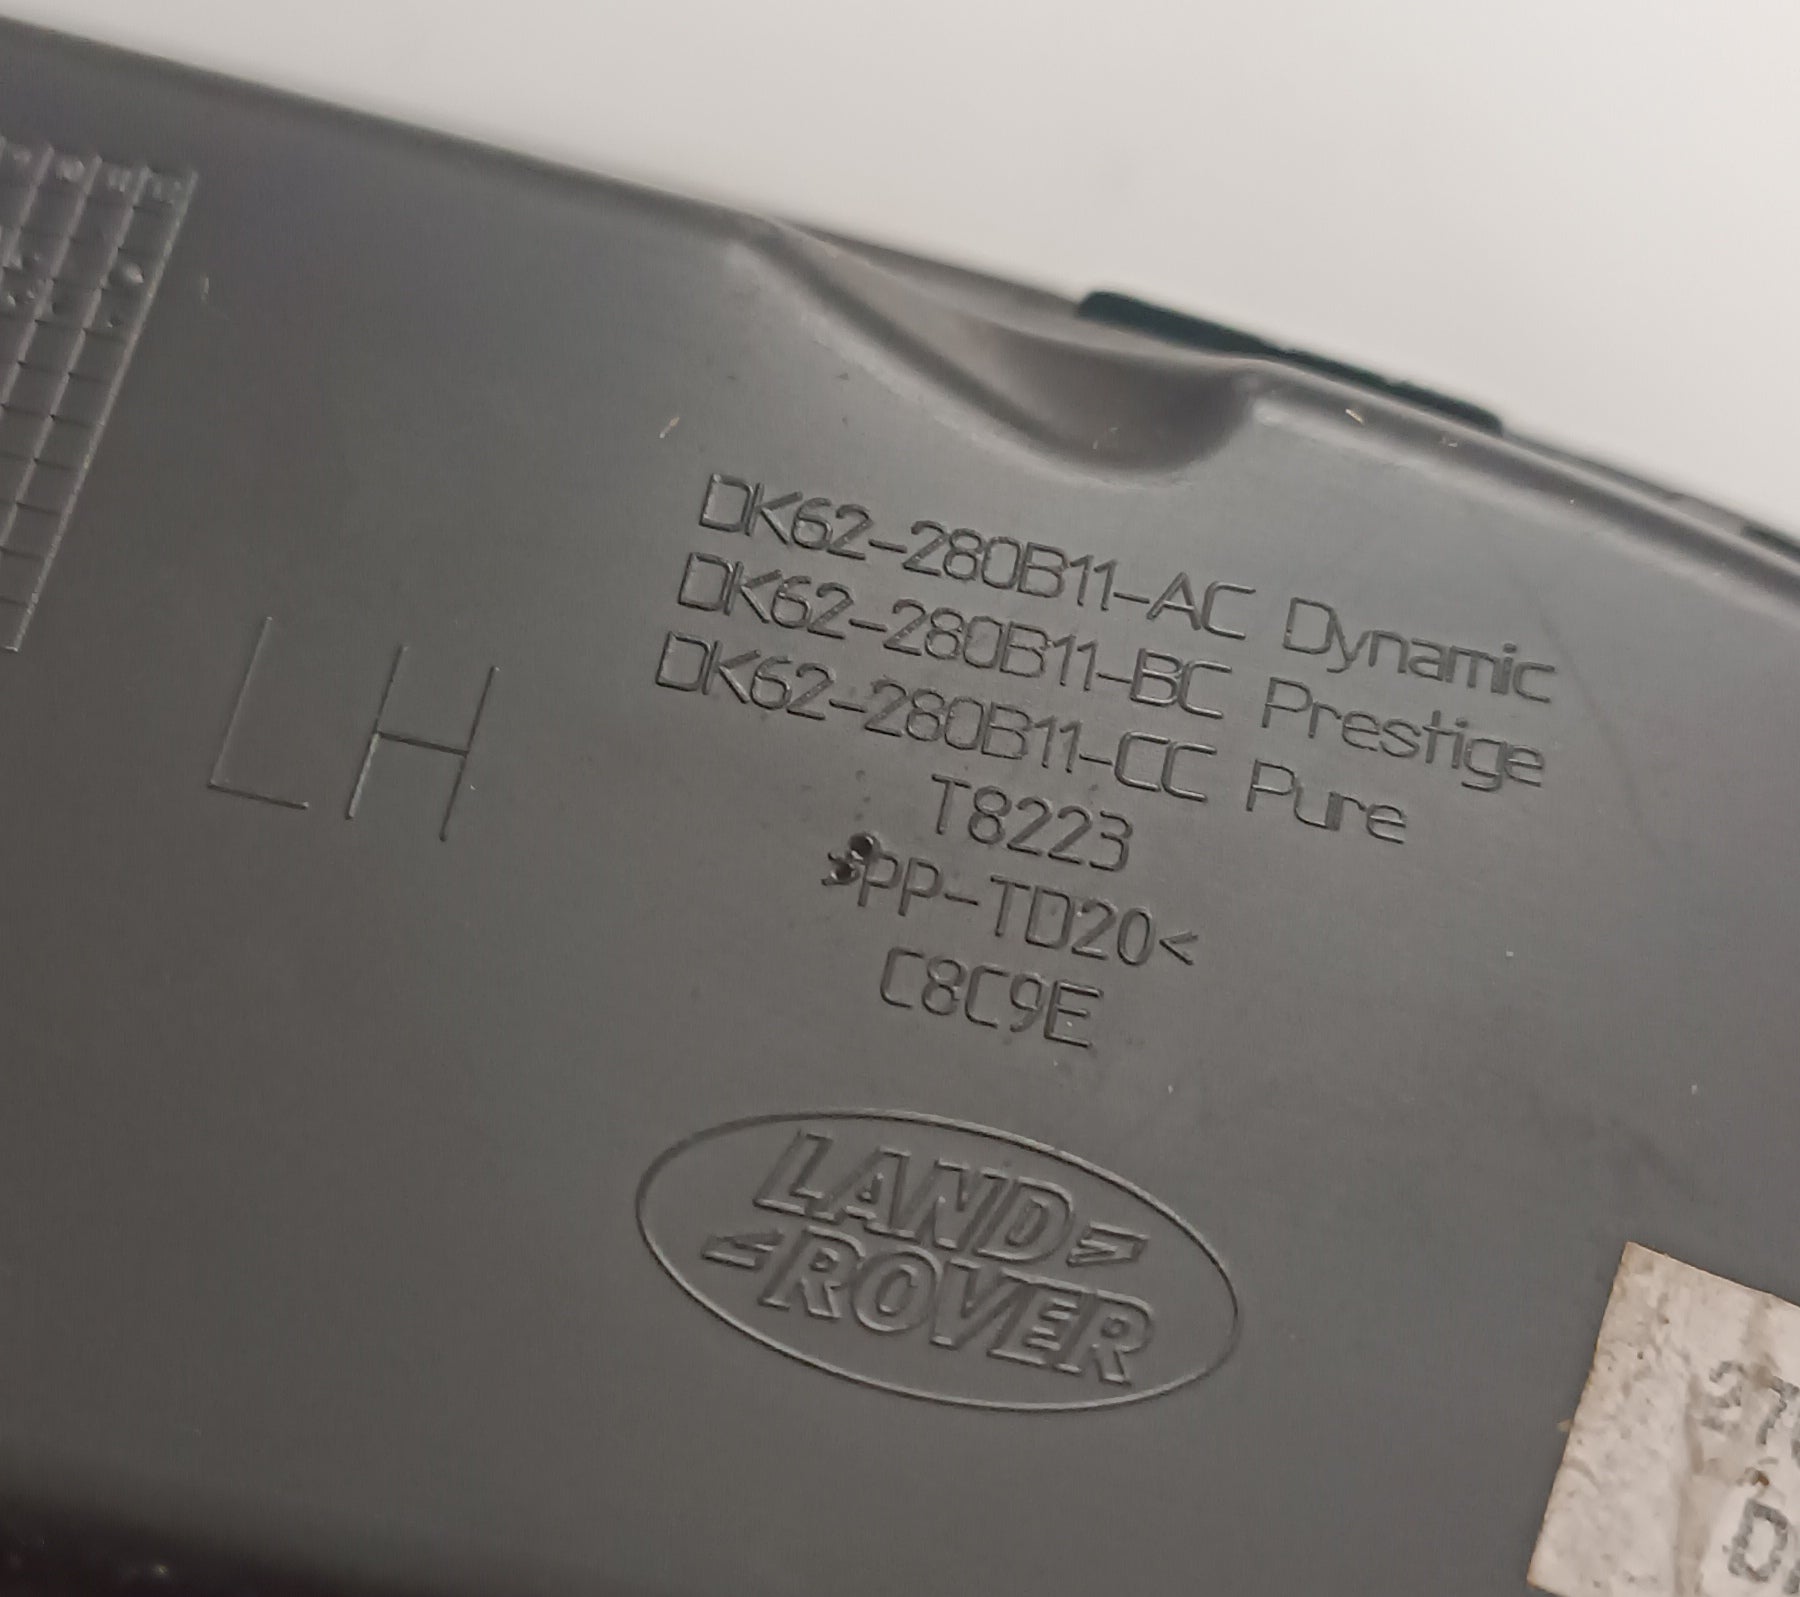 DK62-280B11-AC Dynamic
DK62-280B11-BC Prestige
DK62-280B11-CC Pure
LH
T8223
>PP-TD20<
C8C9E
LAND
ROVER